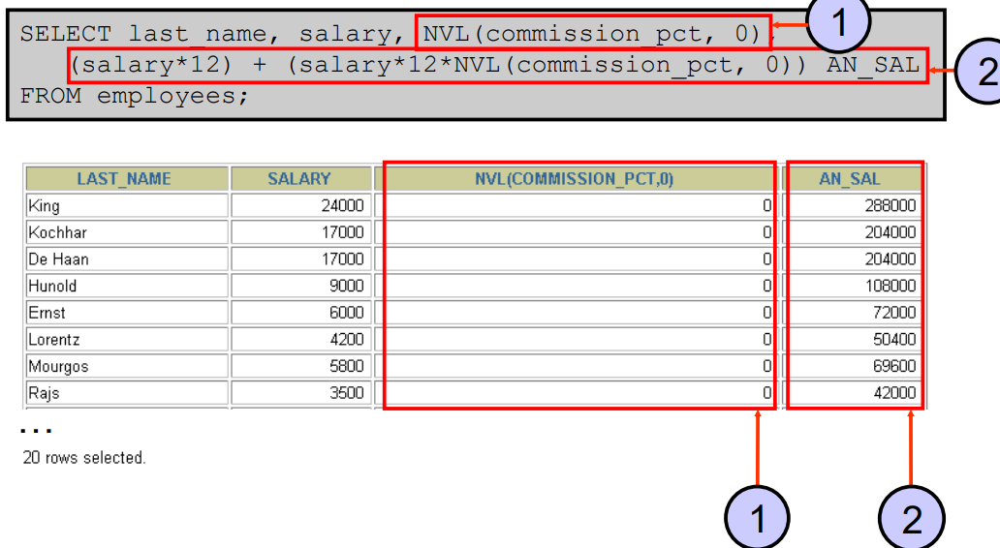 SELECT last_name, salary, NVL(commission_pct, 0),
(salary*12) + (salary*12*NVL(commission_pct, 0)) AN_SAL
FROM employees;
1
2
LAST_NAME SALARY NVL(COMMISSION_PCT,0) AN_SAL
King 24000 0 288000
Kochhar 17000 0 204000
De Haan 17000 0 204000
Hunold 9000 0 108000
Ernst 6000 0 72000
Lorentz 4200 0 50400
Mourgos 5800 0 69600
Rajs 3500 0 42000
...
20 rows selected.
1 2